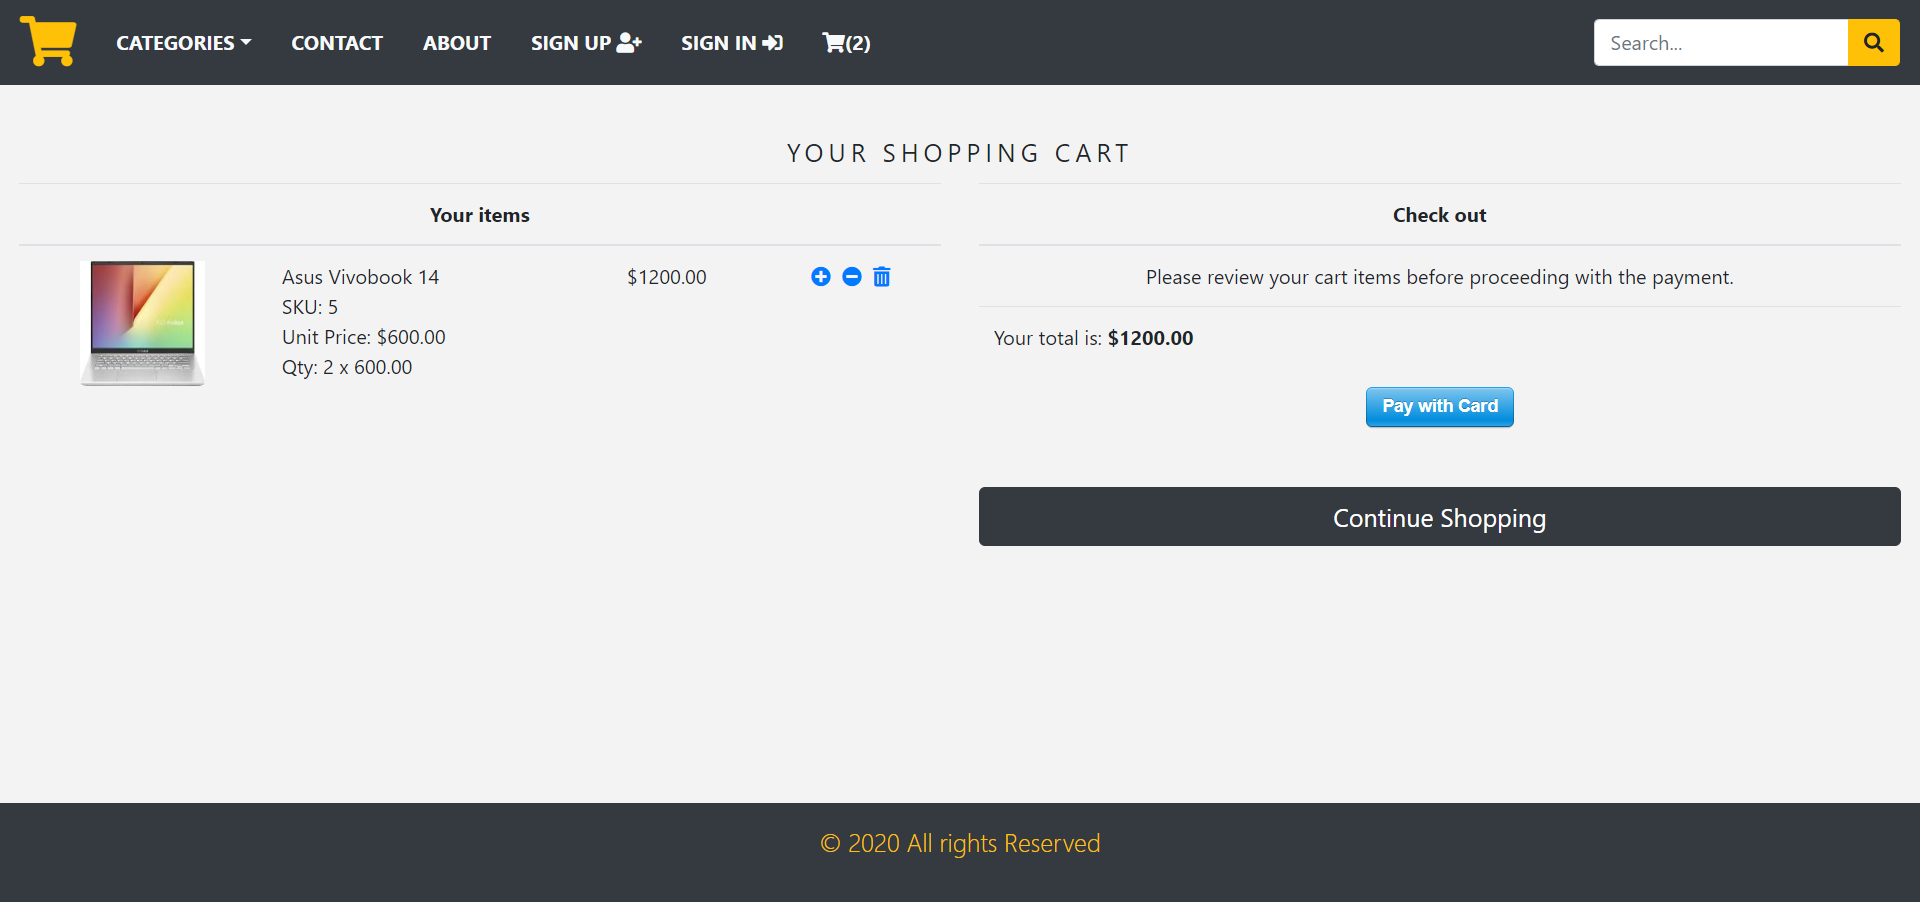 CATEGORIES
CONTACT
ABOUT
SIGN UP
SIGN IN
(2)
Search...
YOUR SHOPPING CART
Your items
Asus Vivobook 14
SKU: 5
Unit Price: $600.00
Qty: 2 x 600.00
$1200.00
Check out
Please review your cart items before proceeding with the payment.
Your total is: $1200.00
Pay with Card
Continue Shopping
© 2020 All rights Reserved